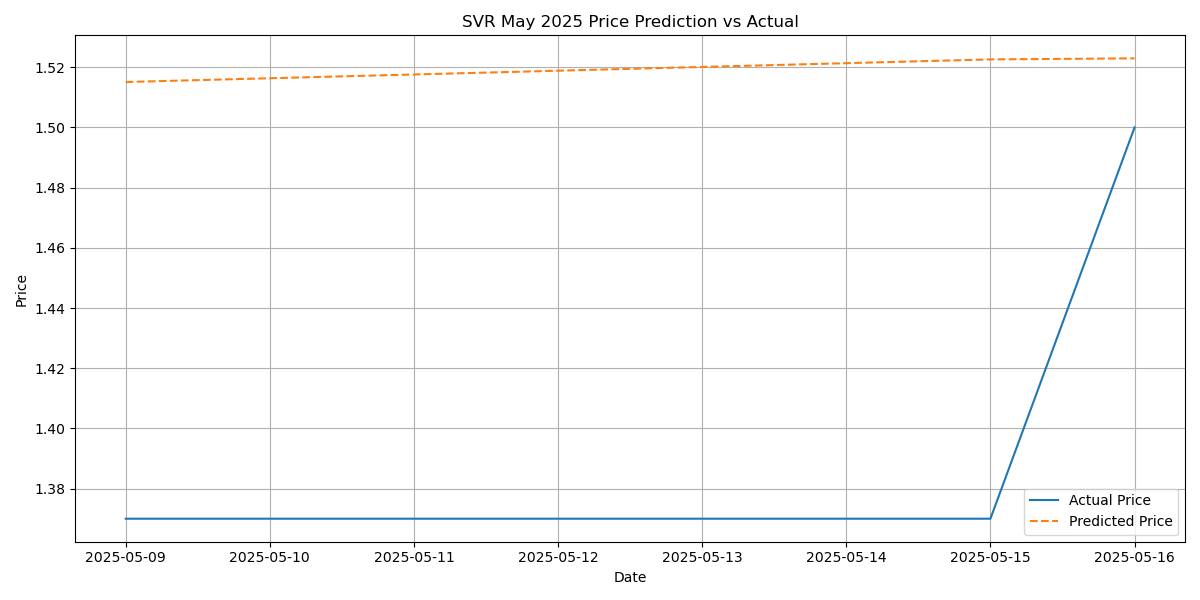 SVR May 2025 Price Prediction vs Actual
1.52
1.50
1.48
1.46
1.44
1.42
1.40
1.38
Price
Actual Price
Predicted Price
2025-05-09 2025-05-10 2025-05-11 2025-05-12 2025-05-13 2025-05-14 2025-05-15 2025-05-16
Date